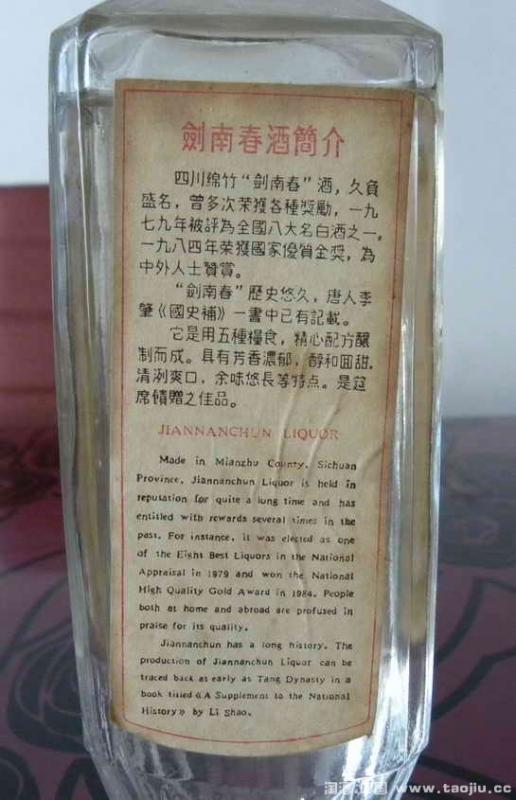 劍南春酒簡介
四川绵竹“劍南春”酒，久負
盛名，曾多次荣獲各種獎勵，一九
七九年被評為全國八大名白酒之一。
一九八四年荣獲國家優質金奖，為
中外人士贊賞。
“劍南春”歷史悠久，唐人李
肇《國史補》一書中已有記載。
它是用五種糧食，精心配方釀
制而成。具有芳香濃郁，醇和回甜，
清洌爽口，余味悠長等特点。是筵
席饋贈之佳品。
JIANNANCHUN LIQUOR
Made in Mianzhu County, Sichuan
Province, Jiannanchun Liquor is held in
reputation for quite a long time and has
entitled with rewards several times in the
past. For instance, it was elected as one
of the Eight Best Liquors in the National
Appraisal in 1979 and won the National
High Quality Gold Award in 1984. People
both at home and abroad are profused in
praise for its quality.
Jiannanchun has a long history. The
production of Jiannanchun Liquor can be
traced back as early as Tang Dynasty in a
book titled《A Supplement to the National
History》by Li Shao.
淘酒中国 www.taojiu.cc